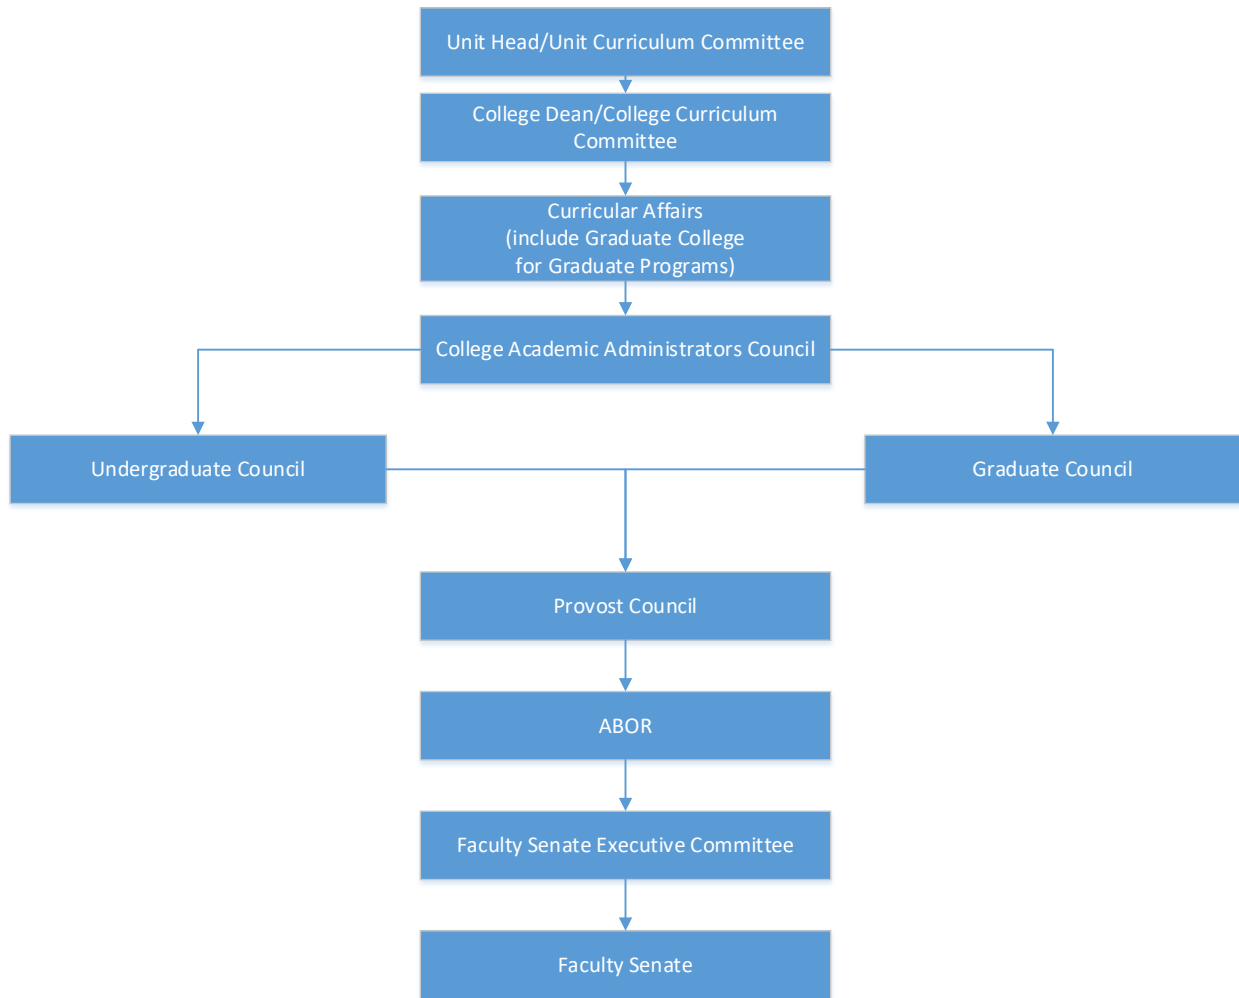 Unit Head/Unit Curriculum Committee
College Dean/College Curriculum
Committee
Curricular Affairs
(include Graduate College
for Graduate Programs)
College Academic Administrators Council
Undergraduate Council
Graduate Council
Provost Council
ABOR
Faculty Senate Executive Committee
Faculty Senate